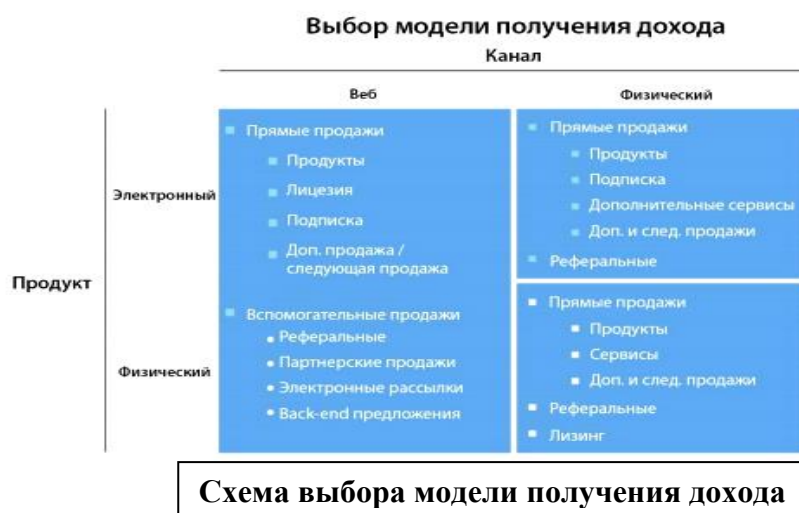 Выбор модели получения дохода
Канал
Веб
Физический
Продукт
Электронный
Физический
Прямые продажи
Продукты
Лицезия
Подписка
Доп. продажа /
следующая продажа
Вспомогательные продажи
Реферальные
Партнерские продажи
Электронные рассылки
Back-end предложения
Прямые продажи
Продукты
Подписка
Дополнительные сервисы
Доп. и след. продажи
Реферальные
Прямые продажи
Продукты
Сервисы
Доп. и след. продажи
Реферальные
Лизинг
Схема выбора модели получения дохода